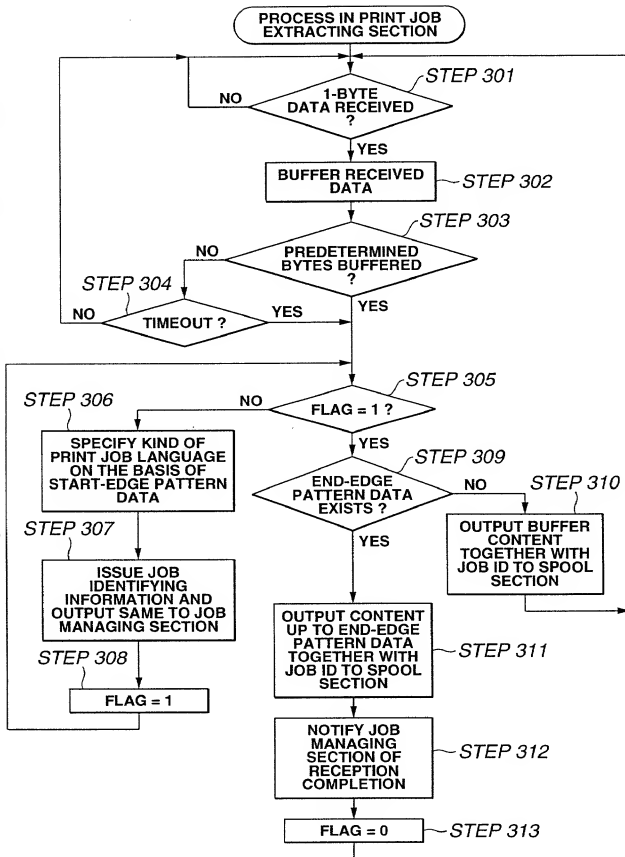 PROCESS IN PRINT JOB
EXTRACTING SECTION
STEP 301
1-BYTE
DATA RECEIVED
?
NO
YES
BUFFER RECEIVED
DATA
STEP 302
STEP 303
PREDETERMINED
BYTES BUFFERED
?
NO
YES
STEP 304
TIMEOUT ?
NO
YES
STEP 305
FLAG = 1 ?
NO
YES
STEP 306
SPECIFY KIND OF
PRINT JOB LANGUAGE
ON THE BASIS OF
START-EDGE PATTERN
DATA
STEP 307
ISSUE JOB
IDENTIFYING
INFORMATION AND
OUTPUT SAME TO JOB
MANAGING SECTION
STEP 308
FLAG = 1
STEP 309
END-EDGE
PATTERN DATA
EXISTS ?
NO
YES
STEP 310
OUTPUT BUFFER
CONTENT
TOGETHER WITH
JOB ID TO SPOOL
SECTION
OUTPUT CONTENT
UP TO END-EDGE
PATTERN DATA
TOGETHER WITH
JOB ID TO SPOOL
SECTION
STEP 311
NOTIFY JOB
MANAGING
SECTION OF
RECEPTION
COMPLETION
STEP 312
FLAG = 0
STEP 313